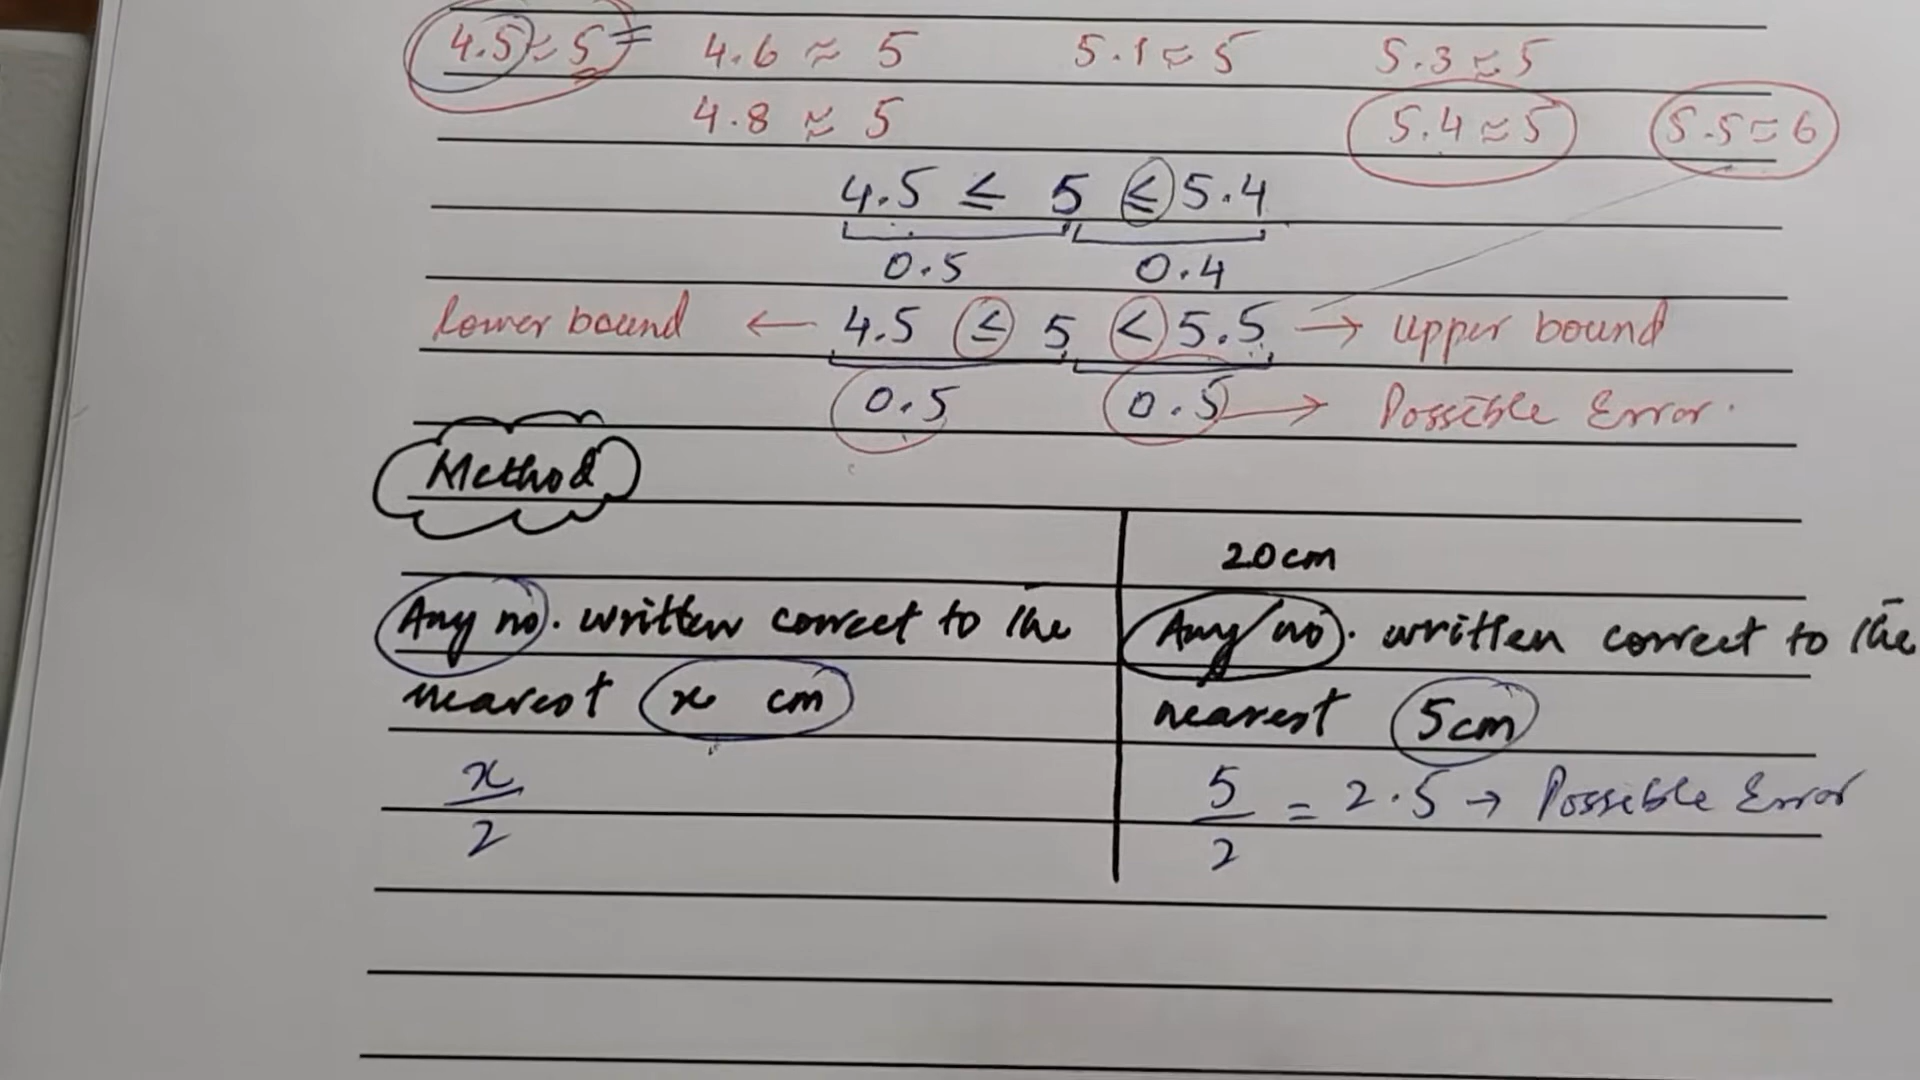 4.5 ≈ 5 = 4.6 ≈ 5 5.1 ≈ 5 5.3 ≈ 5
4.8 ≈ 5 5.4 ≈ 5 5.5 ≈ 6
4.5 ≤ 5 ≤ 5.4
0.5 0.4
lower bound ← 4.5 ≤ 5 < 5.5 → upper bound
0.5 0.5 → Possible Error.
Method
20cm
Any no. written correct to the
nearest x cm
x/2
Any no. written correct to the
nearest 5cm
5/2 = 2.5 → Possible Error